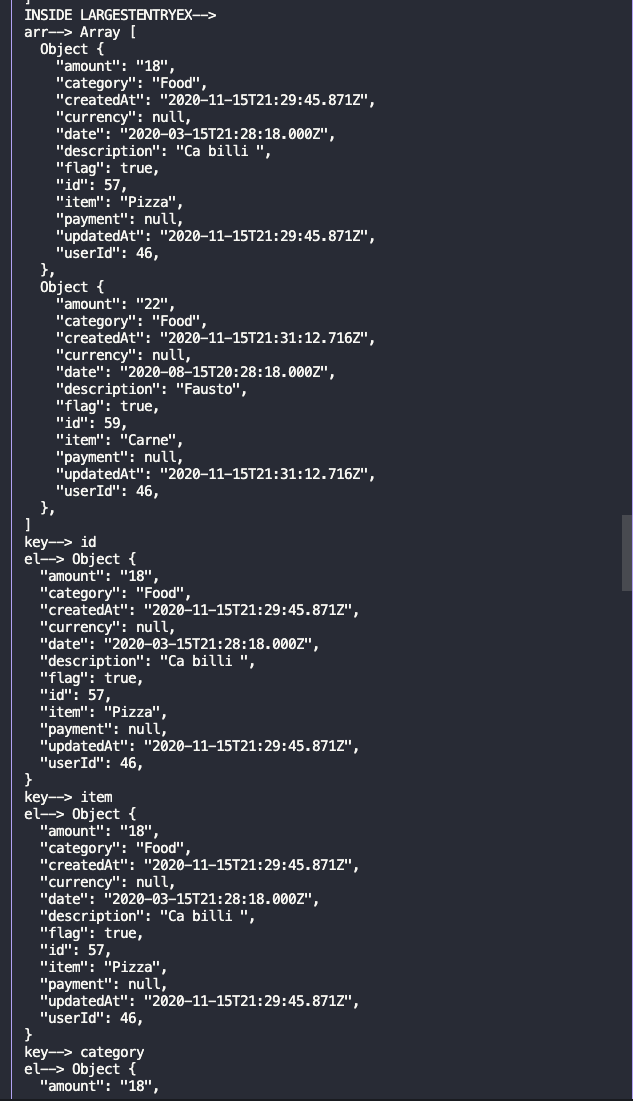 ]
INSIDE LARGESTENTRYEX-->
arr--> Array [
  Object {
    "amount": "18",
    "category": "Food",
    "createdAt": "2020-11-15T21:29:45.871Z",
    "currency": null,
    "date": "2020-03-15T21:28:18.000Z",
    "description": "Ca billi ",
    "flag": true,
    "id": 57,
    "item": "Pizza",
    "payment": null,
    "updatedAt": "2020-11-15T21:29:45.871Z",
    "userId": 46,
  },
  Object {
    "amount": "22",
    "category": "Food",
    "createdAt": "2020-11-15T21:31:12.716Z",
    "currency": null,
    "date": "2020-08-15T20:28:18.000Z",
    "description": "Fausto",
    "flag": true,
    "id": 59,
    "item": "Carne",
    "payment": null,
    "updatedAt": "2020-11-15T21:31:12.716Z",
    "userId": 46,
  },
]
key--> id
el--> Object {
  "amount": "18",
  "category": "Food",
  "createdAt": "2020-11-15T21:29:45.871Z",
  "currency": null,
  "date": "2020-03-15T21:28:18.000Z",
  "description": "Ca billi ",
  "flag": true,
  "id": 57,
  "item": "Pizza",
  "payment": null,
  "updatedAt": "2020-11-15T21:29:45.871Z",
  "userId": 46,
}
key--> item
el--> Object {
  "amount": "18",
  "category": "Food",
  "createdAt": "2020-11-15T21:29:45.871Z",
  "currency": null,
  "date": "2020-03-15T21:28:18.000Z",
  "description": "Ca billi ",
  "flag": true,
  "id": 57,
  "item": "Pizza",
  "payment": null,
  "updatedAt": "2020-11-15T21:29:45.871Z",
  "userId": 46,
}
key--> category
el--> Object {
  "amount": "18",